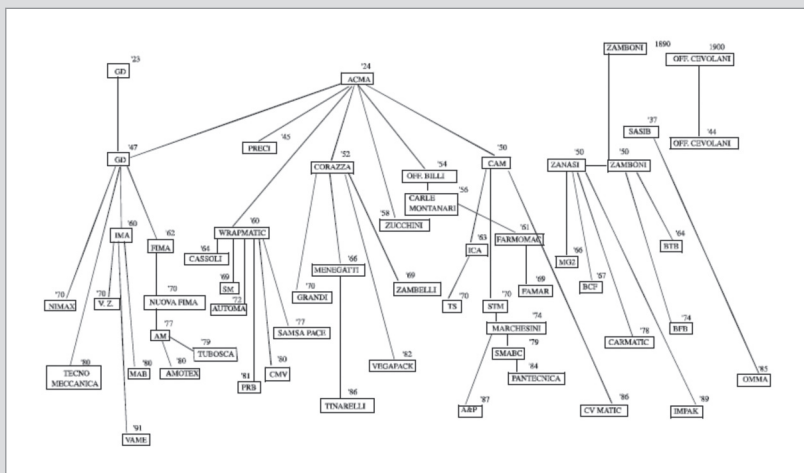 ZAMBONI 1890
1900
OFF. CEVOLANI
'23
GD
'24
ACMA
'37
SASIB
'44
OFF. CEVOLANI
'45
PRECI
'47
GD
'52
CORAZZA
'54
OFF. BILLI
'50
CAM
'50
ZANASI
'50
ZAMBONI
'56
CARLE
MONTANARI
'58
ZUCCHINI
'60
IMA
'62
FIMA
'60
WRAPMATIC
'64
CASSOLI
'61
FARMOMAC
'63
ICA
'64
BTB
'66
MG2
'67
BCF
'66
MENEGATTI
'69
SM
'69
ZAMBELLI
'69
FAMAR
'70
NIMAX
'70
V. Z.
'70
NUOVA FIMA
'72
AUTOMA
'70
GRANDI
'70
TS
'70
STM
'74
MARCHESINI
'74
BFB
'77
AM
'77
SAMSA PACK
'78
CARMATIC
'79
TUBOSCA
'79
SMABC
'80
TECNO
MECCANICA
'80
MAB
'80
AMOTEX
'81
PRB
'80
CMV
'82
VEGAPACK
'84
PANTECNICA
'85
OMMA
'86
TINARELLI
'87
A&P
'86
CV MATIC
'89
IMPAK
'91
VAME